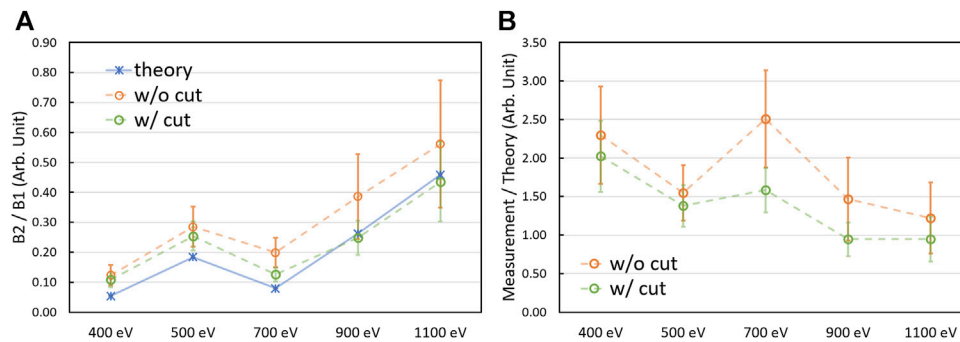 A
B2 / B1 (Arb. Unit)
0.90
0.80
0.70
0.60
0.50
0.40
0.30
0.20
0.10
0.00
theory
w/o cut
w/ cut
400 eV 500 eV 700 eV 900 eV 1100 eV
B
Measurement / Theory (Arb. Unit)
3.50
3.00
2.50
2.00
1.50
1.00
0.50
0.00
w/o cut
w/ cut
400 eV 500 eV 700 eV 900 eV 1100 eV